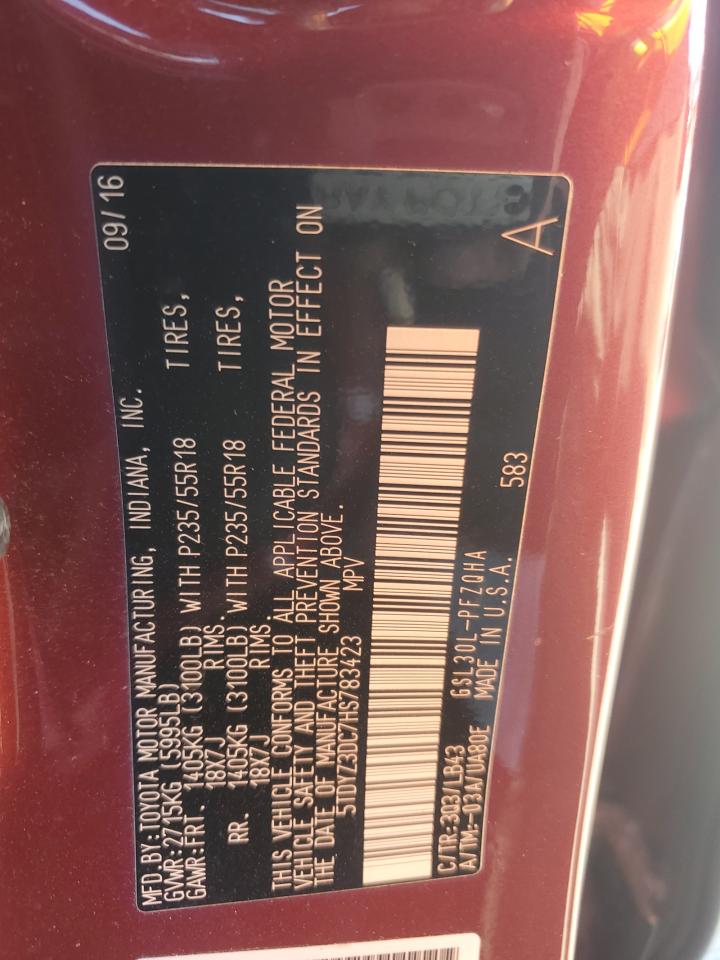 MFD.BY:TOYOTA MOTOR MANUFACTURING, INDIANA, INC. 09/16
GVWR:2715KG (5995LB)
GAWR:FRT. 1405KG (3100LB) WITH P235/55R18 TIRES,
18X7J RIMS.
RR. 1405KG (3100LB) WITH P235/55R18 TIRES,
18X7J RIMS.
THIS VEHICLE CONFORMS TO ALL APPLICABLE FEDERAL MOTOR
VEHICLE SAFETY AND THEFT PREVENTION STANDARDS IN EFFECT ON
THE DATE OF MANUFACTURE SHOWN ABOVE.
5TDYZ3DC7HS783423 MPV
C/TR:3Q3/LB43 GSL30L-PFZQHA
A/TM:-03A/UA80E MADE IN U.S.A. 583 A